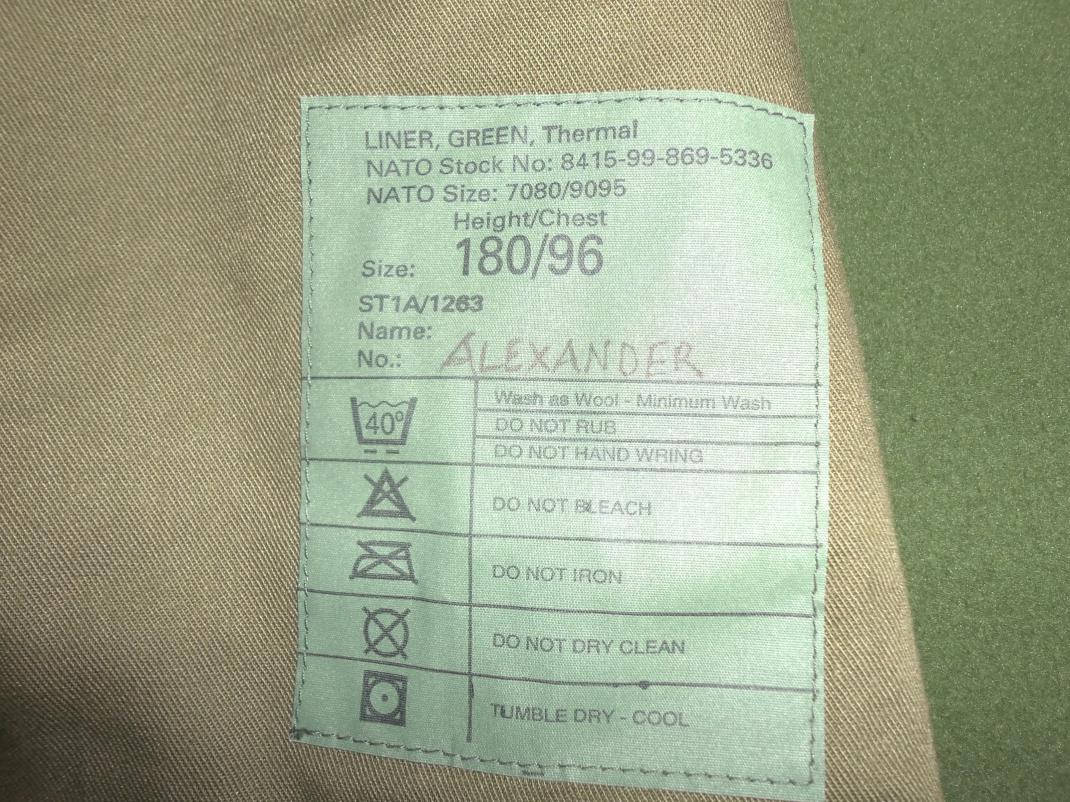 LINER, GREEN, Thermal
NATO Stock No: 8415-99-869-5336
NATO Size: 7080/9095
Height/Chest
Size: 180/96
ST1A/1263
Name:
No.: ALEXANDER
40°
Wash as Wool - Minimum Wash
DO NOT RUB
DO NOT HAND WRING
DO NOT BLEACH
DO NOT IRON
DO NOT DRY CLEAN
TUMBLE DRY - COOL